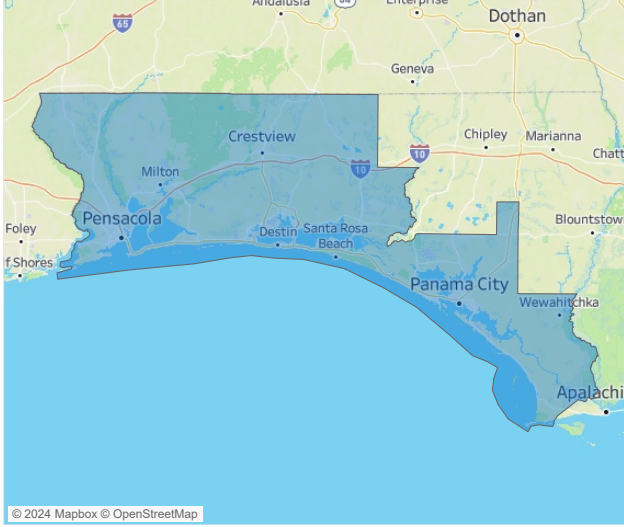 Andalusia
84
Enterprise
Dothan
65
Geneva
Crestview
10
Chipley
Marianna
10
Chatt
Milton
Pensacola
Foley
Destin
Santa Rosa
Beach
Blountstow
f Shores
Panama City
Wewahitchka
Apalachi
© 2024 Mapbox © OpenStreetMap